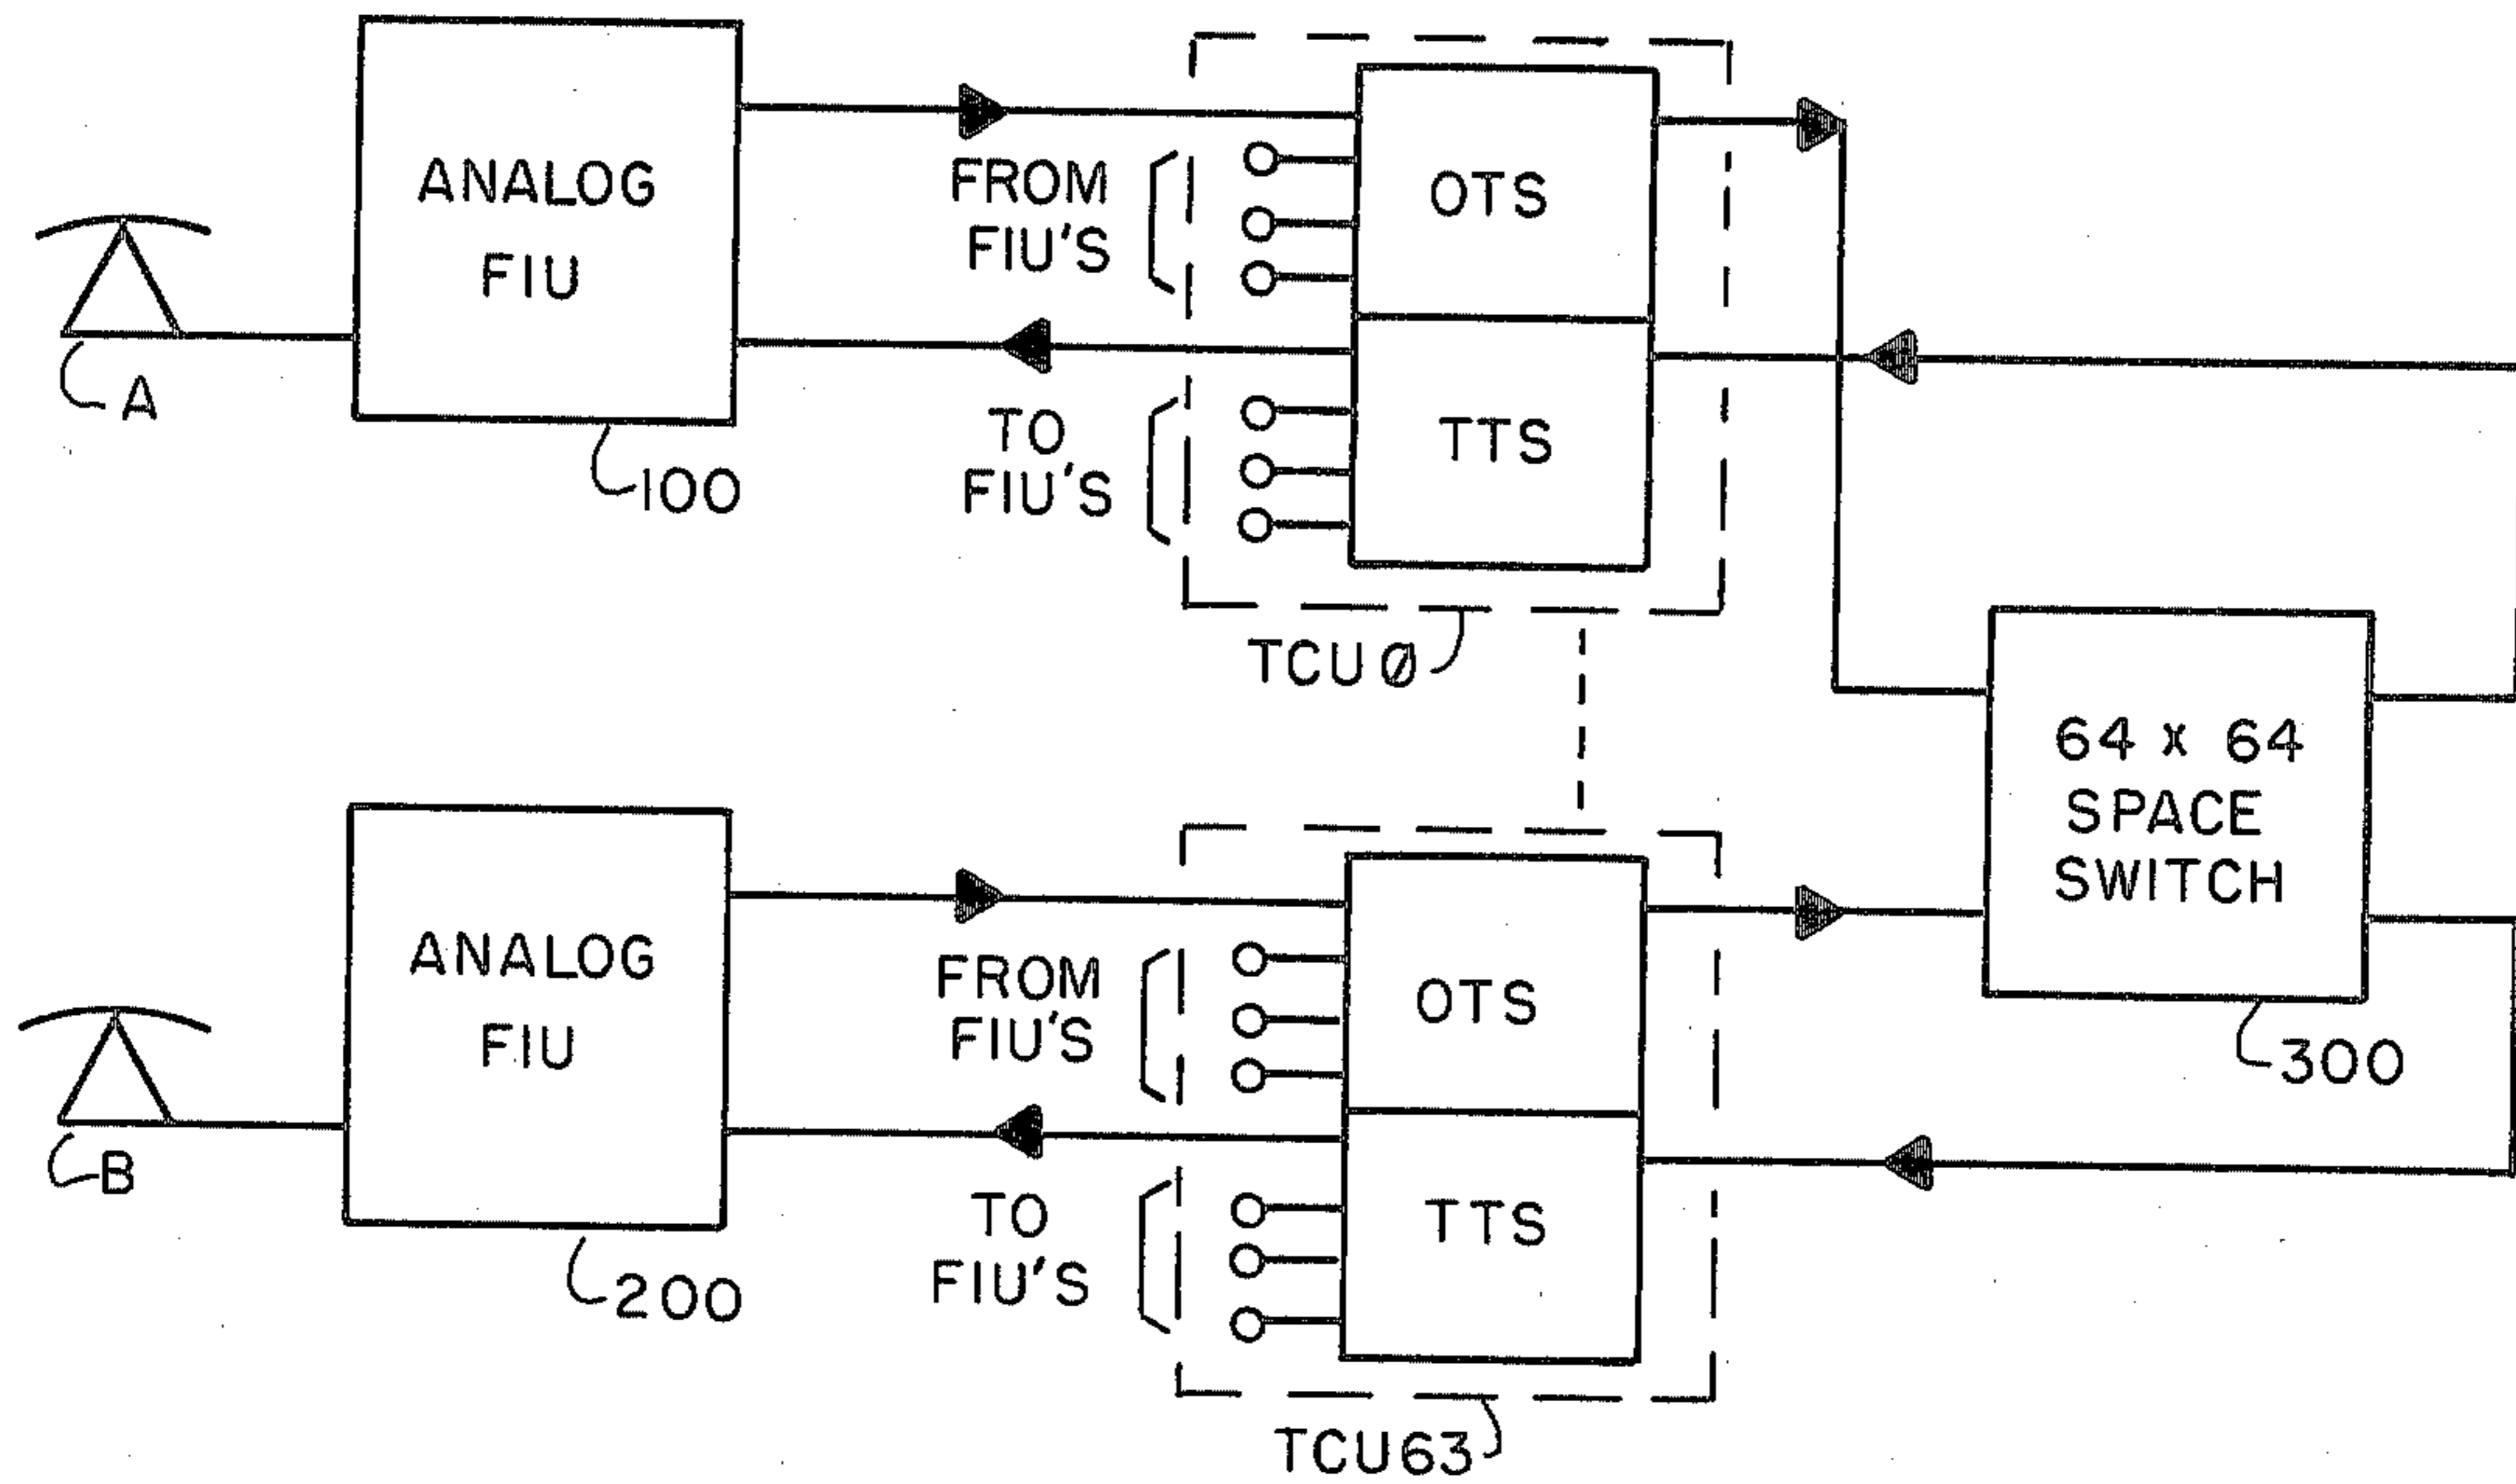 ANALOG
FIU
A
100
FROM
FIU'S
TO
FIU'S
OTS
TTS
TCU Ø
64 x 64
SPACE
SWITCH
300
ANALOG
FIU
B
200
FROM
FIU'S
TO
FIU'S
OTS
TTS
TCU63